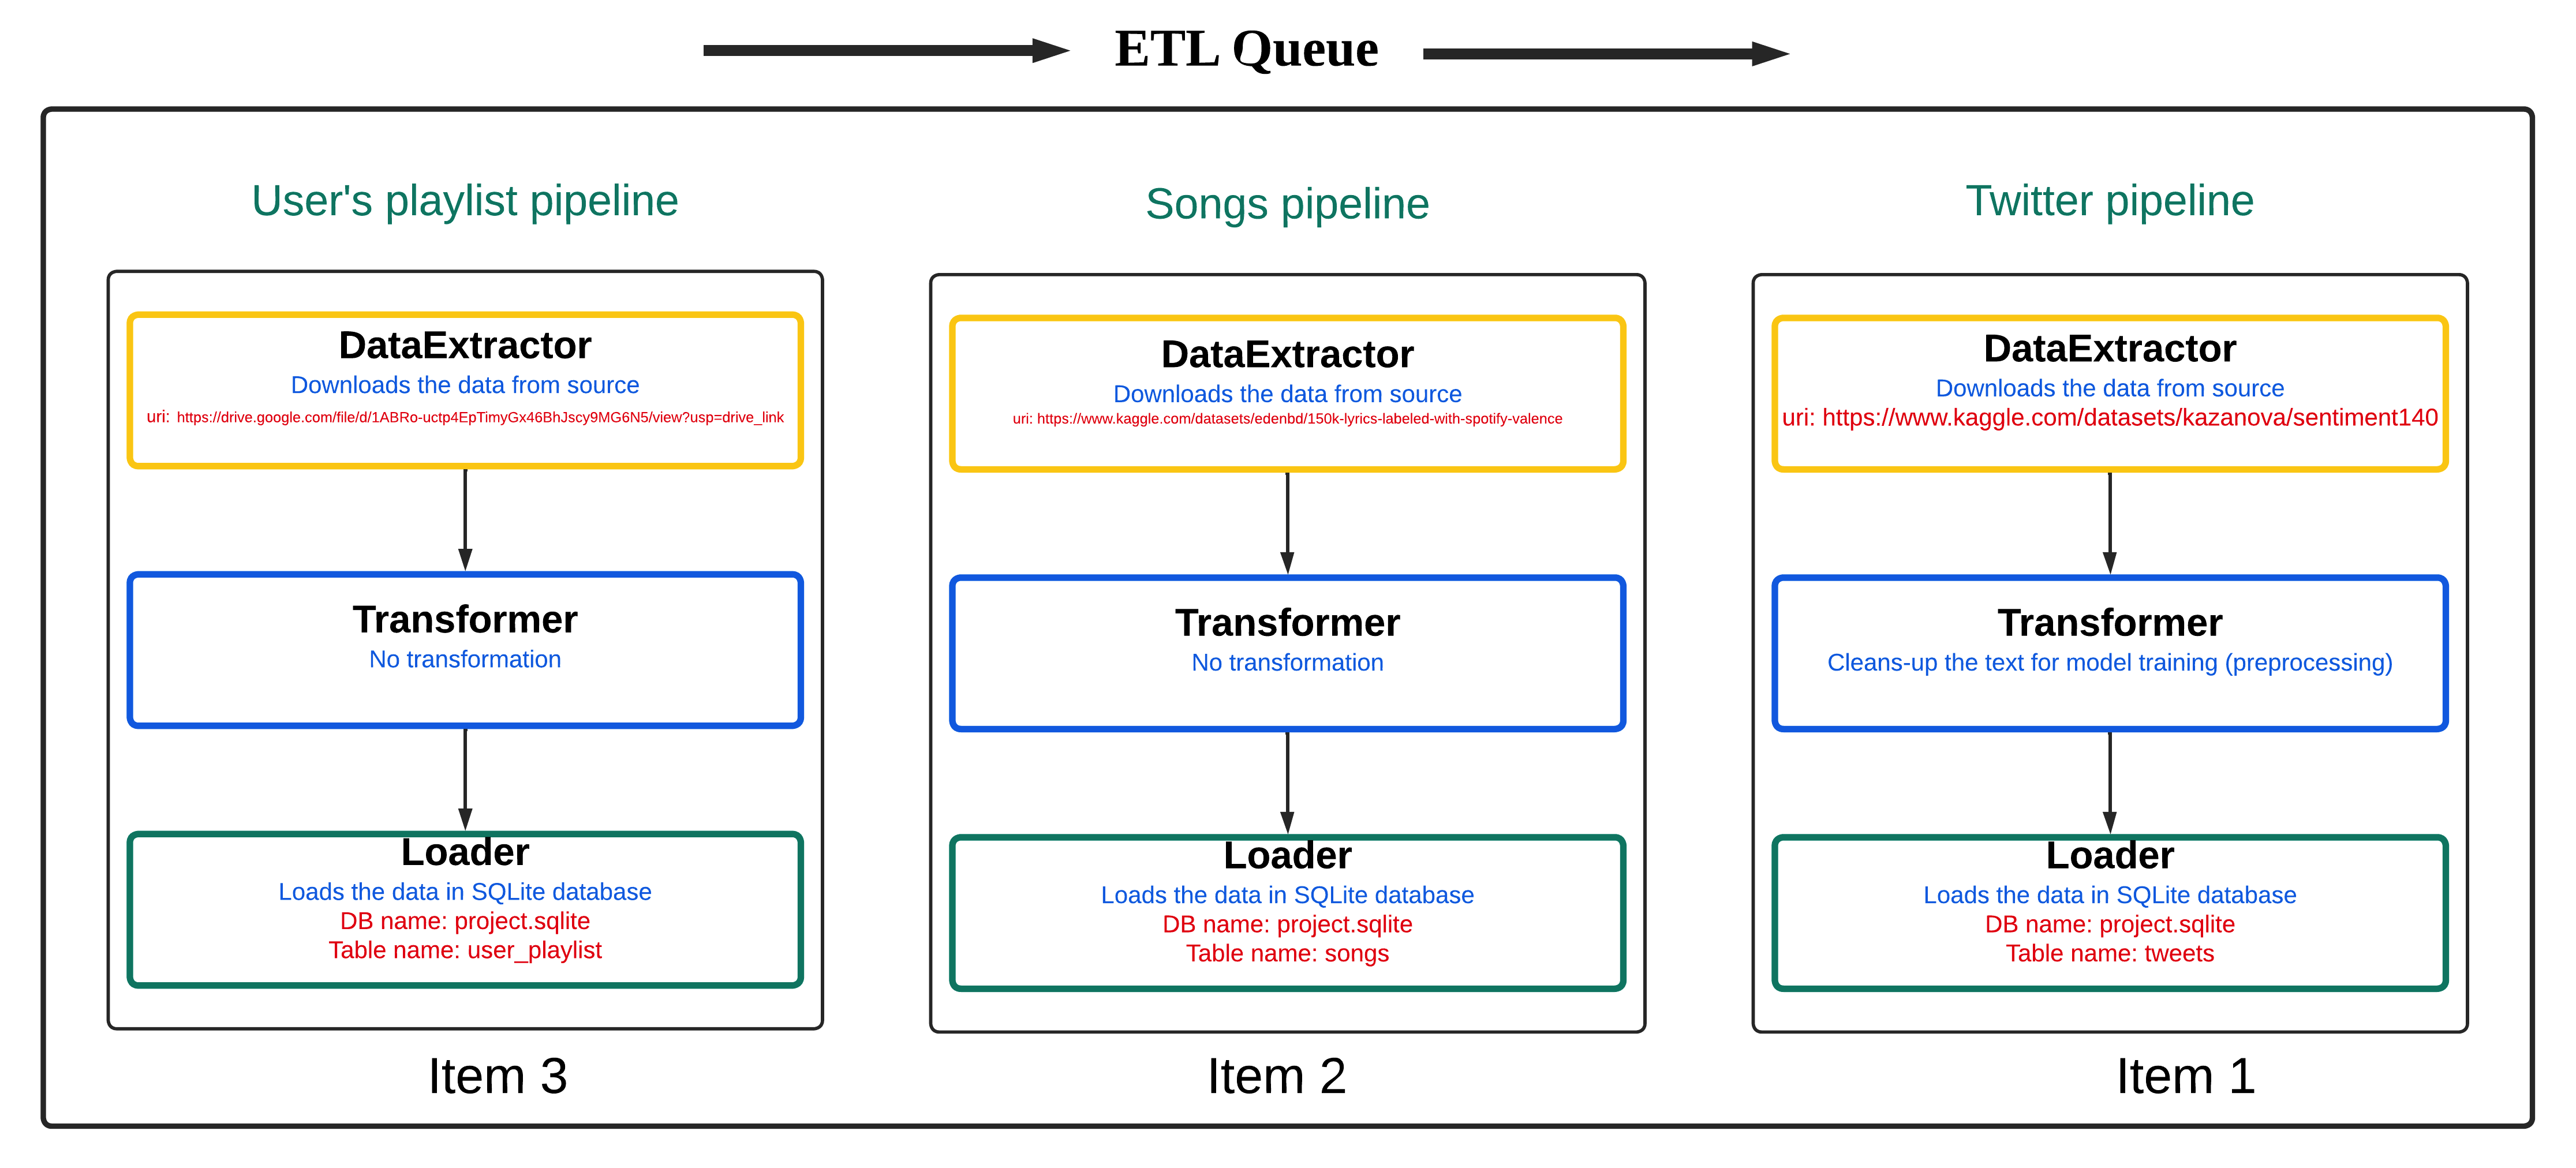 ETL Queue
User's playlist pipeline
DataExtractor
Downloads the data from source
uri: https://drive.google.com/file/d/1ABRo-uctp4EpTimyGx46BhJscy9MG6N5/view?usp=drive_link
Transformer
No transformation
Loader
Loads the data in SQLite database
DB name: project.sqlite
Table name: user_playlist
Item 3
Songs pipeline
DataExtractor
Downloads the data from source
uri: https://www.kaggle.com/datasets/edenbd/150k-lyrics-labeled-with-spotify-valence
Transformer
No transformation
Loader
Loads the data in SQLite database
DB name: project.sqlite
Table name: songs
Item 2
Twitter pipeline
DataExtractor
Downloads the data from source
uri: https://www.kaggle.com/datasets/kazanova/sentiment140
Transformer
Cleans-up the text for model training (preprocessing)
Loader
Loads the data in SQLite database
DB name: project.sqlite
Table name: tweets
Item 1